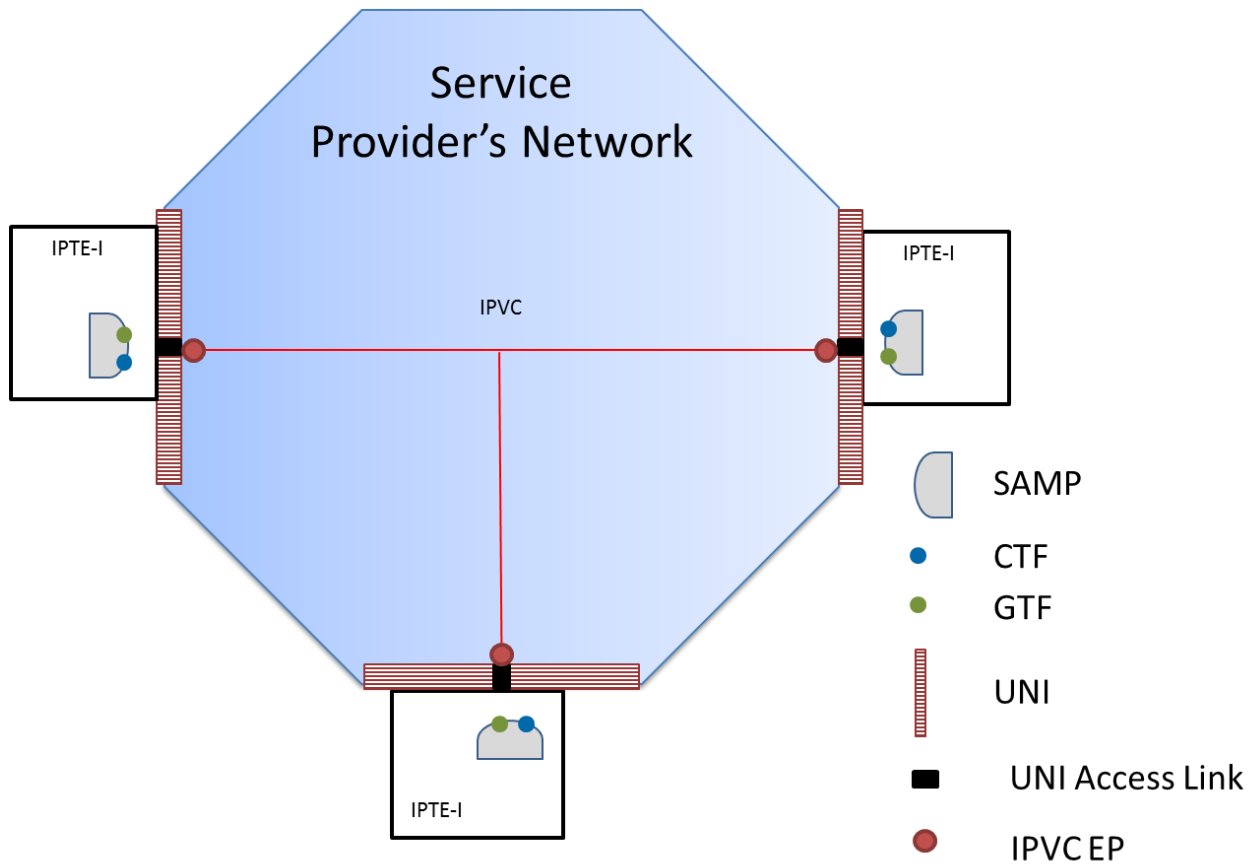 Service
Provider’s Network
IPTE-I
IPTE-I
IPVC
SAMP
CTF
GTF
UNI
UNI Access Link
IPTE-I
IPVC EP